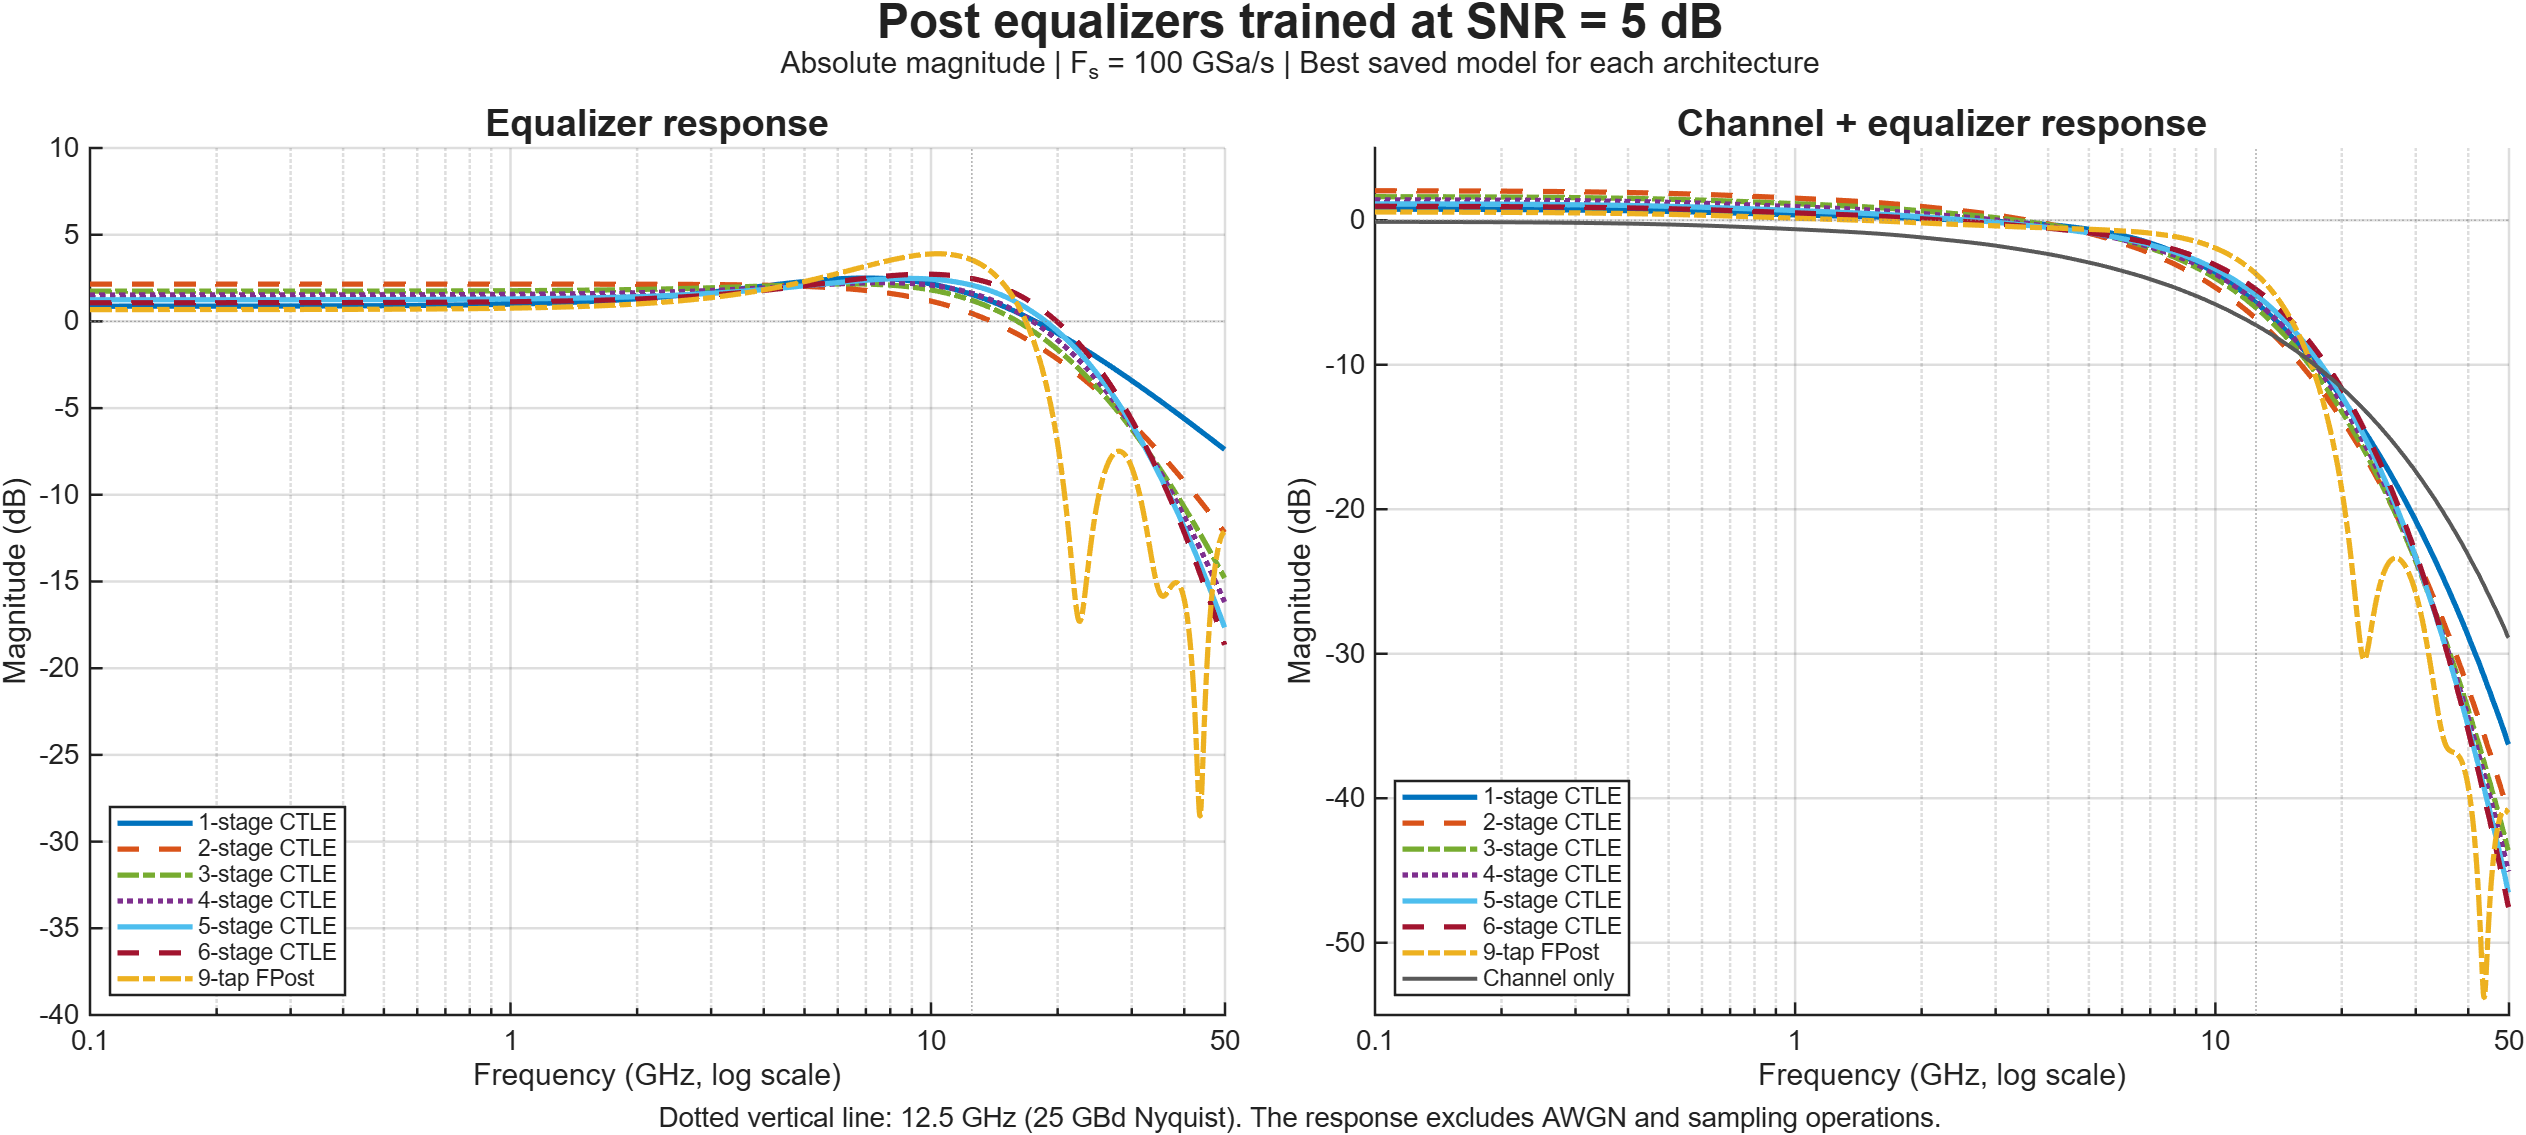 Post equalizers trained at SNR = 5 dB
Absolute magnitude | Fs = 100 GSa/s | Best saved model for each architecture
Equalizer response
10
5
0
-5
-10
-15
-20
-25
-30
-35
-40
Magnitude (dB)
1-stage CTLE
2-stage CTLE
3-stage CTLE
4-stage CTLE
5-stage CTLE
6-stage CTLE
9-tap FPost
0.1
1
10
50
Frequency (GHz, log scale)
Channel + equalizer response
0
-10
-20
-30
-40
-50
Magnitude (dB)
1-stage CTLE
2-stage CTLE
3-stage CTLE
4-stage CTLE
5-stage CTLE
6-stage CTLE
9-tap FPost
Channel only
0.1
1
10
50
Frequency (GHz, log scale)
Dotted vertical line: 12.5 GHz (25 GBd Nyquist). The response excludes AWGN and sampling operations.